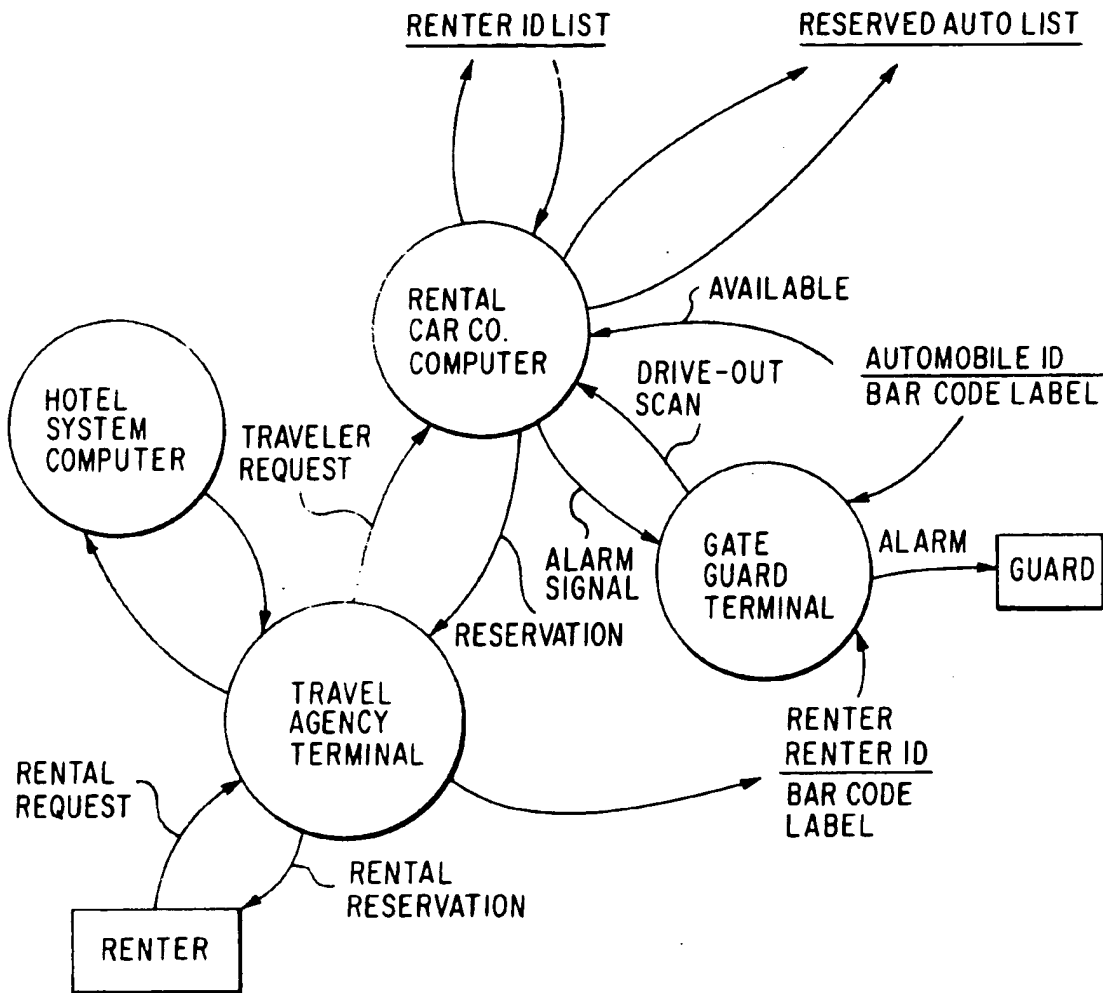 RENTER ID LIST
RESERVED AUTO LIST
RENTAL
CAR CO.
COMPUTER
AVAILABLE
AUTOMOBILE ID
BAR CODE LABEL
DRIVE-OUT
SCAN
HOTEL
SYSTEM
COMPUTER
TRAVELER
REQUEST
ALARM
SIGNAL
RESERVATION
GATE
GUARD
TERMINAL
ALARM
GUARD
TRAVEL
AGENCY
TERMINAL
RENTER
RENTER ID
BAR CODE
LABEL
RENTAL
REQUEST
RENTAL
RESERVATION
RENTER